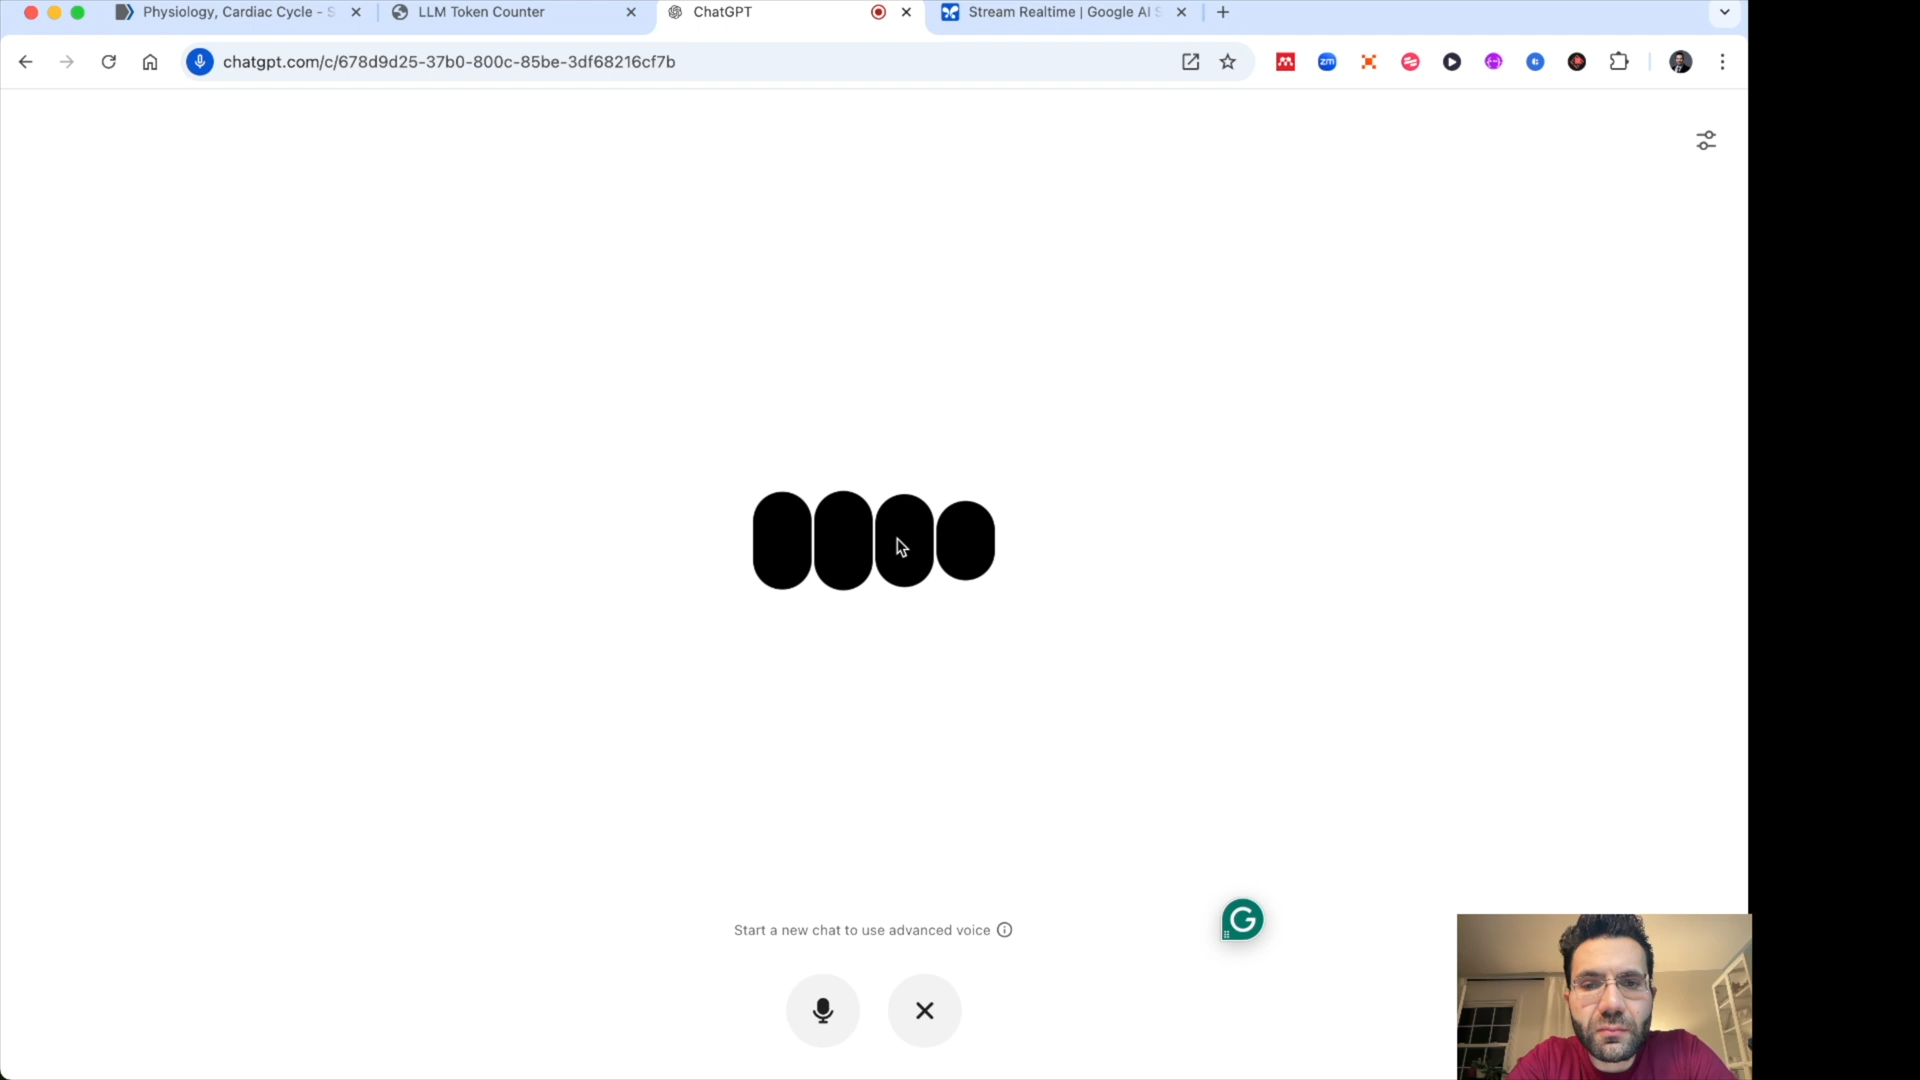 Physiology, Cardiac Cycle - S
LLM Token Counter
ChatGPT
Stream Realtime | Google AI S
chatgpt.com/c/678d9d25-37b0-800c-85be-3df68216cf7b
zm
Start a new chat to use advanced voice
G